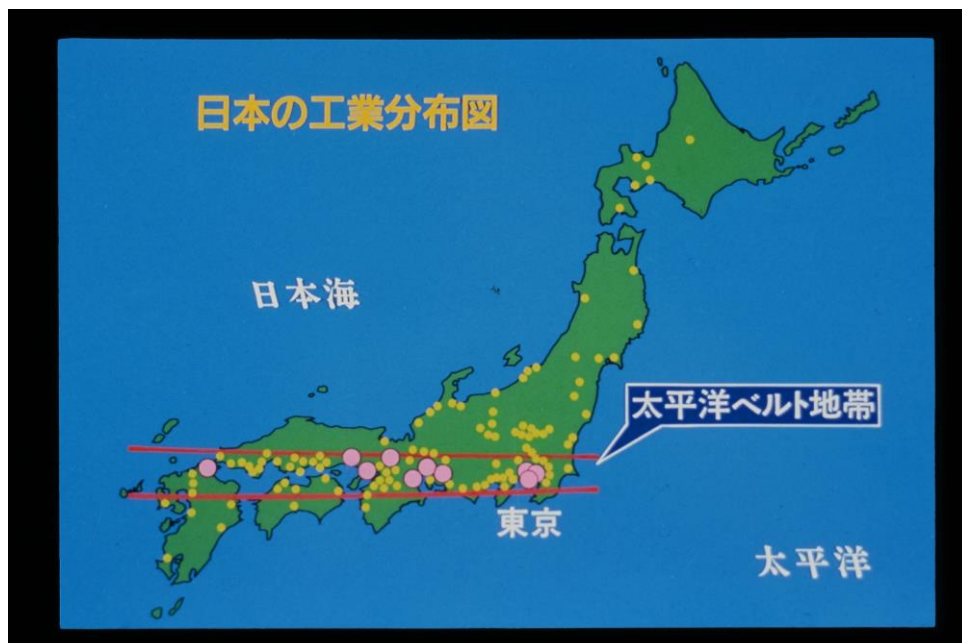 日本の工業分布図
日本海
太平洋ベルト地帯
東京
太平洋